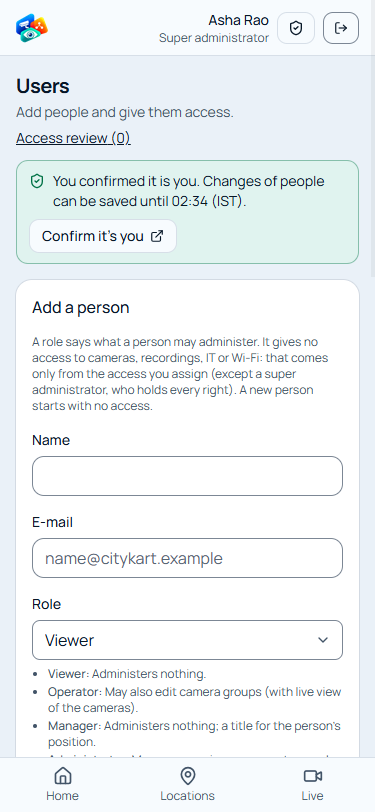 Asha Rao
Super administrator
Users
Add people and give them access.
Access review (0)
You confirmed it is you. Changes of people
can be saved until 02:34 (IST).
Confirm it's you
Add a person
A role says what a person may administer. It gives no
access to cameras, recordings, IT or Wi-Fi: that comes
only from the access you assign (except a super
administrator, who holds every right). A new person
starts with no access.
Name
E-mail
name@citykart.example
Role
Viewer
• Viewer: Administers nothing.
• Operator: May also edit camera groups (with live view
of the cameras).
• Manager: Administers nothing; a title for the person's
position.
Home
Locations
Live